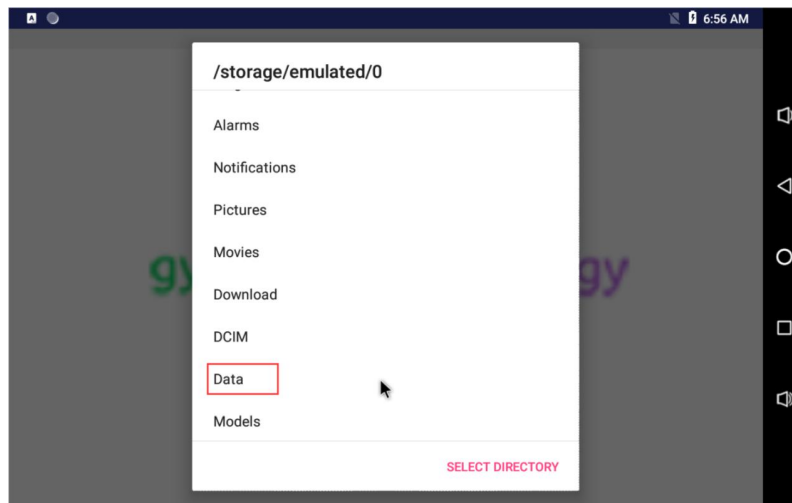 6:56 AM
/storage/emulated/0
Alarms
Notifications
Pictures
Movies
Download
DCIM
Data
Models
SELECT DIRECTORY